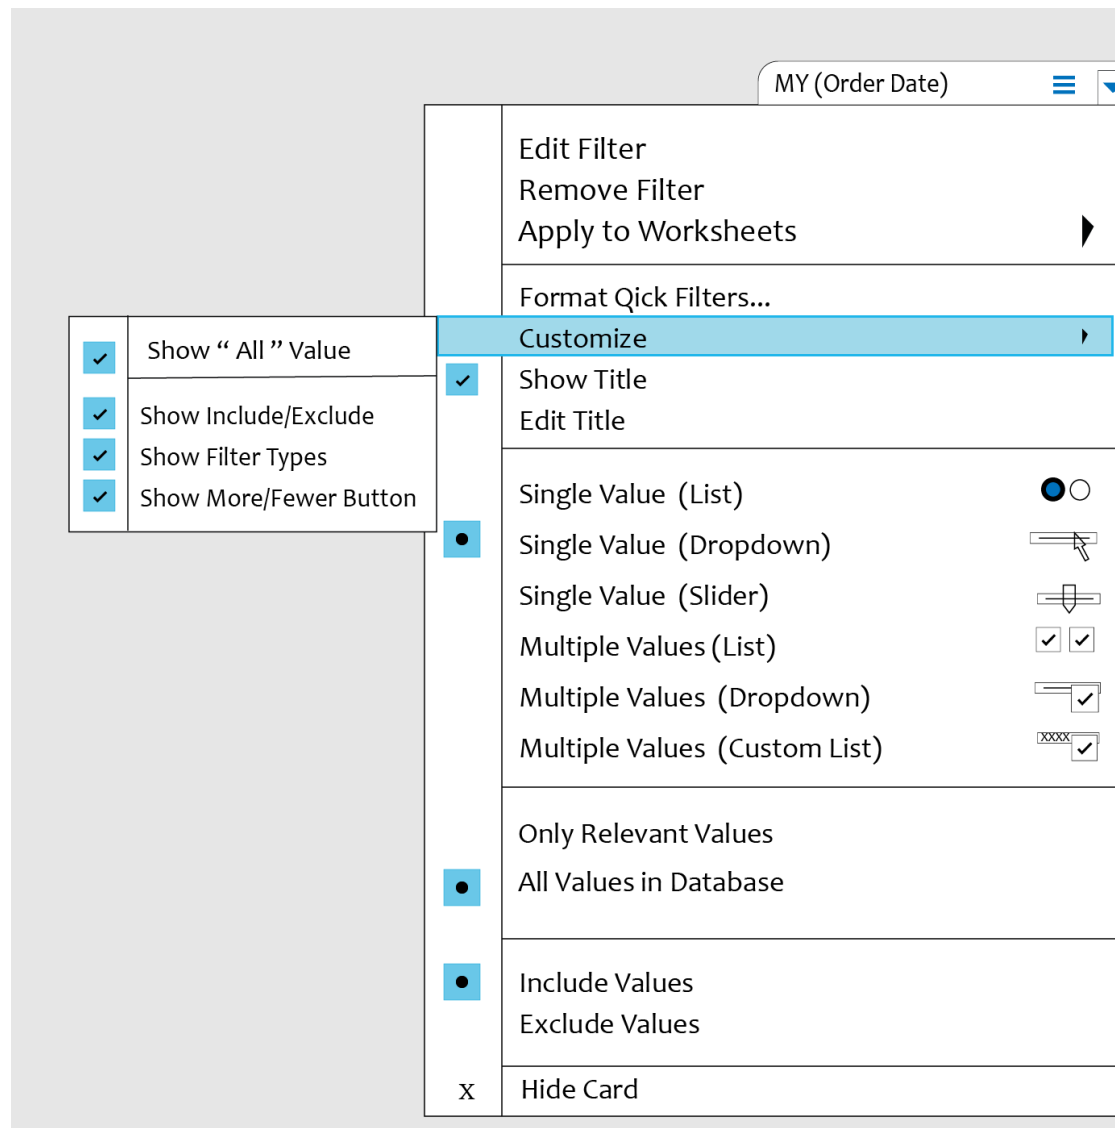 MY (Order Date)
Edit Filter
Remove Filter
Apply to Worksheets
Format Qick Filters...
Customize
Show Title
Edit Title
Show “ All ” Value
Show Include/Exclude
Show Filter Types
Show More/Fewer Button
Single Value (List)
Single Value (Dropdown)
Single Value (Slider)
Multiple Values (List)
Multiple Values (Dropdown)
Multiple Values (Custom List) XXXX
Only Relevant Values
All Values in Database
Include Values
Exclude Values
X Hide Card